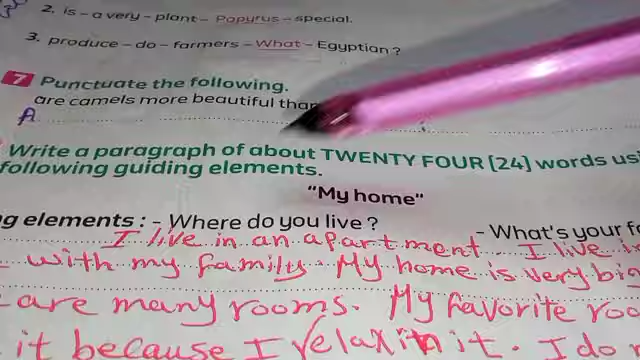 2. is - a very - plant - Papyrus - special.
3. produce - do - farmers - What - Egyptian ?
7 Punctuate the following.
are camels more beautiful than
A
Write a paragraph of about TWENTY FOUR [24] words
following guiding elements.
"My home"
elements : - Where do you live ? - What's your
I live in an apartment. I live
with my family. My home is very
are many rooms. My favorite
it because I relax in it. I do